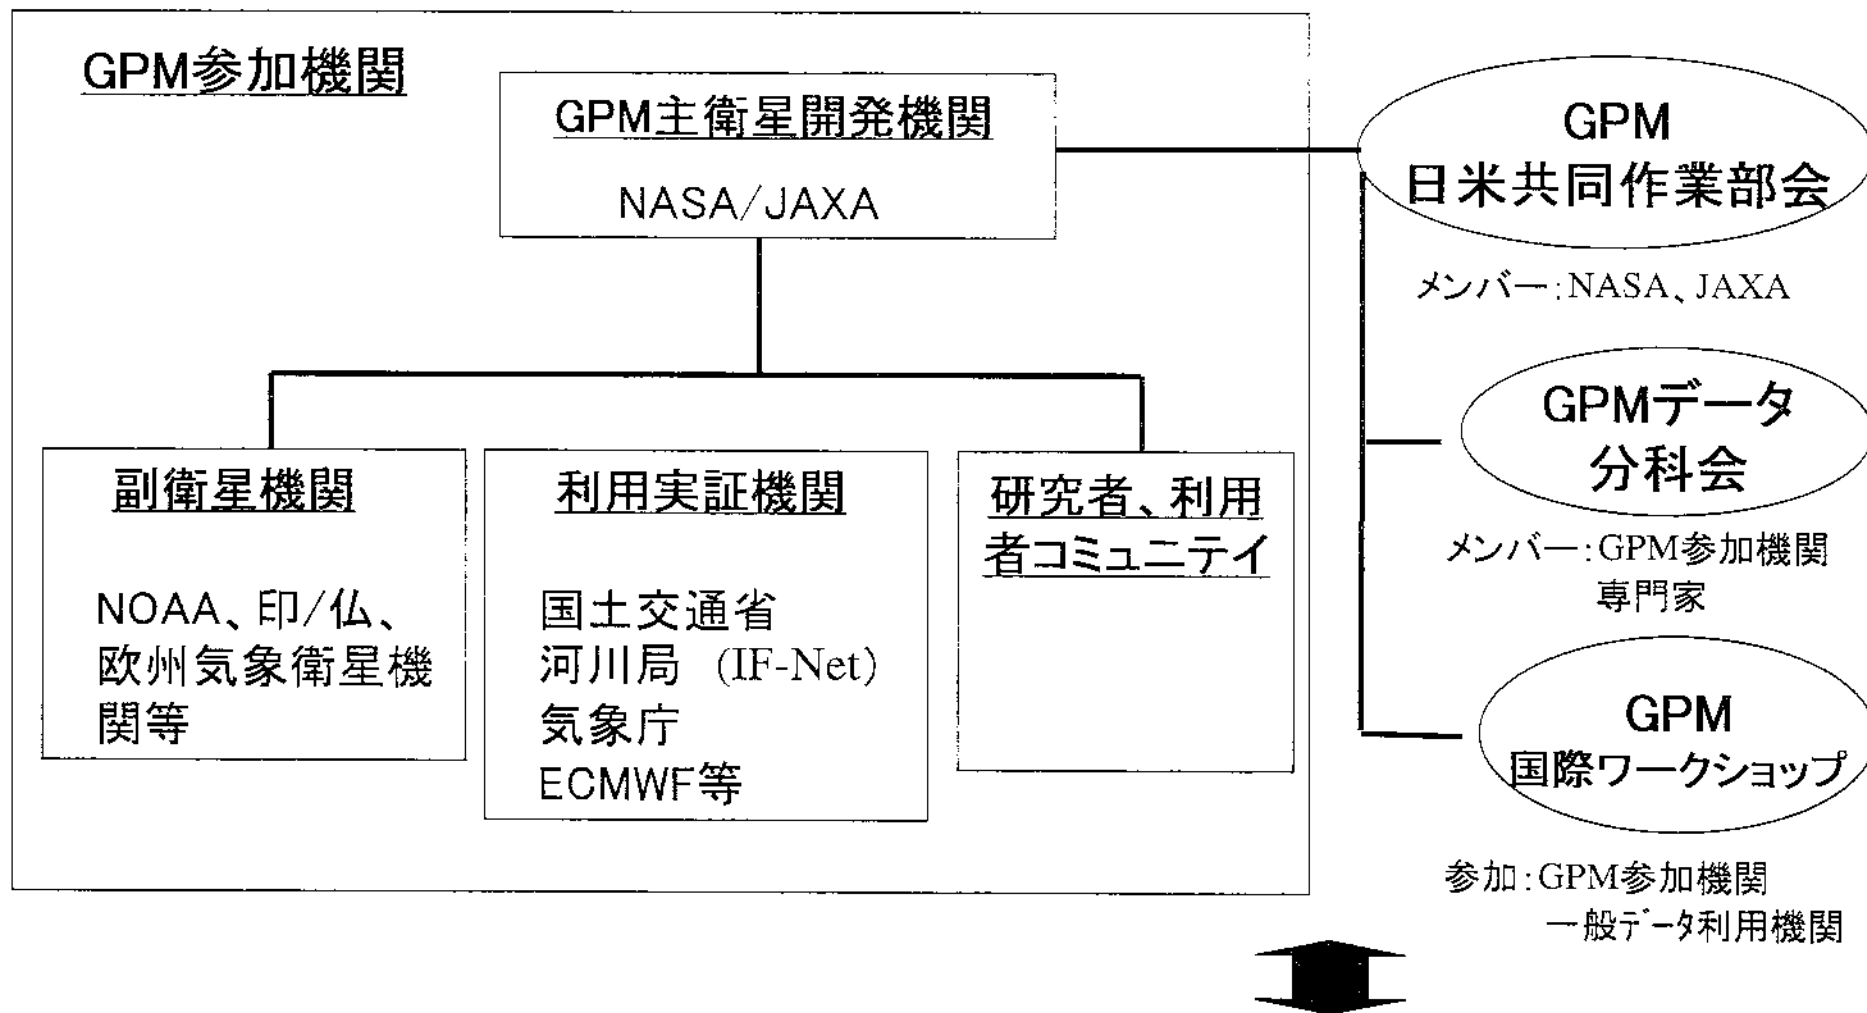 GPM参加機関
GPM主衛星開発機関
NASA/JAXA
副衛星機関
NOAA、印/仏、
欧州気象衛星機
関等
利用実証機関
国土交通省
河川局 (IF-Net)
気象庁
ECMWF等
研究者、利用
者コミュニテイ
GPM
日米共同作業部会
メンバー:NASA、JAXA
GPMデータ
分科会
メンバー:GPM参加機関
専門家
GPM
国際ワークショップ
参加:GPM参加機関
一般データ利用機関